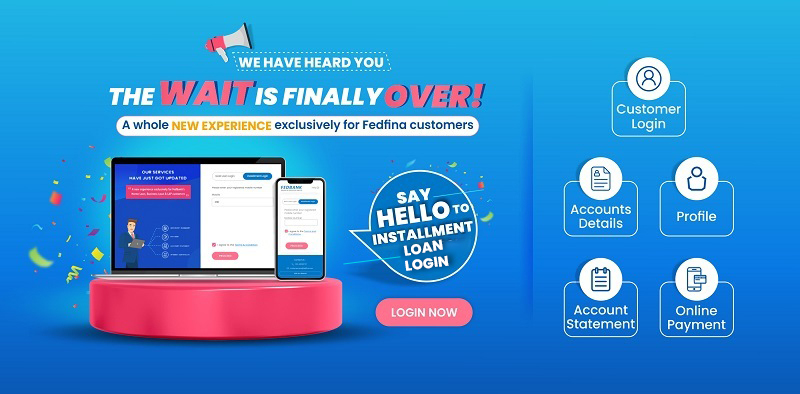 WE HAVE HEARD YOU
THE WAIT IS FINALLY OVER!
A whole NEW EXPERIENCE exclusively for Fedfina customers
OUR SERVICES
HAVE JUST GOT UPDATED
FEDBANK
SAY
HELLO TO
INSTALLMENT
LOAN
LOGIN
LOGIN NOW
Customer
Login
Accounts
Details
Profile
Account
Statement
Online
Payment